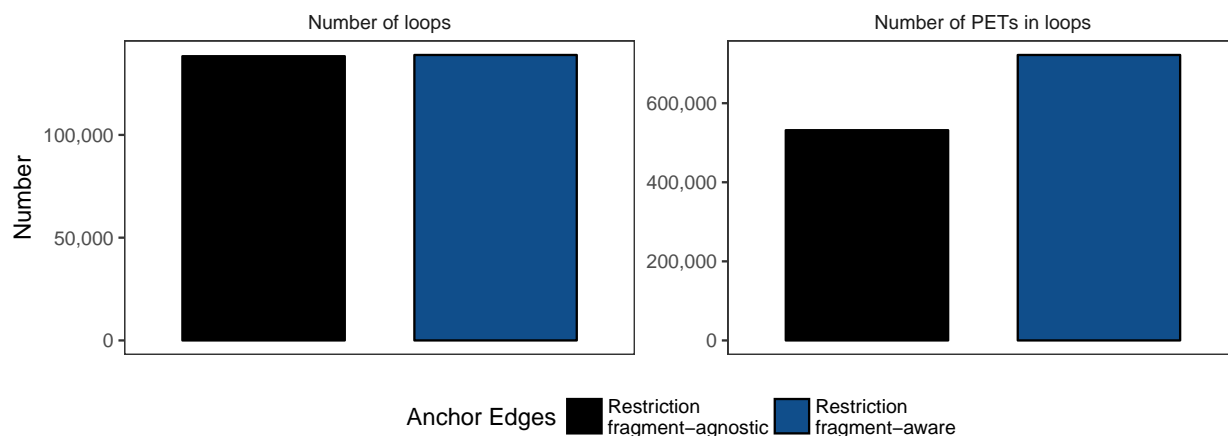 Number of loops
Number of PETs in loops
Number
100,000
50,000
0
600,000
400,000
200,000
0
Anchor Edges
Restriction
fragment−agnostic
Restriction
fragment−aware